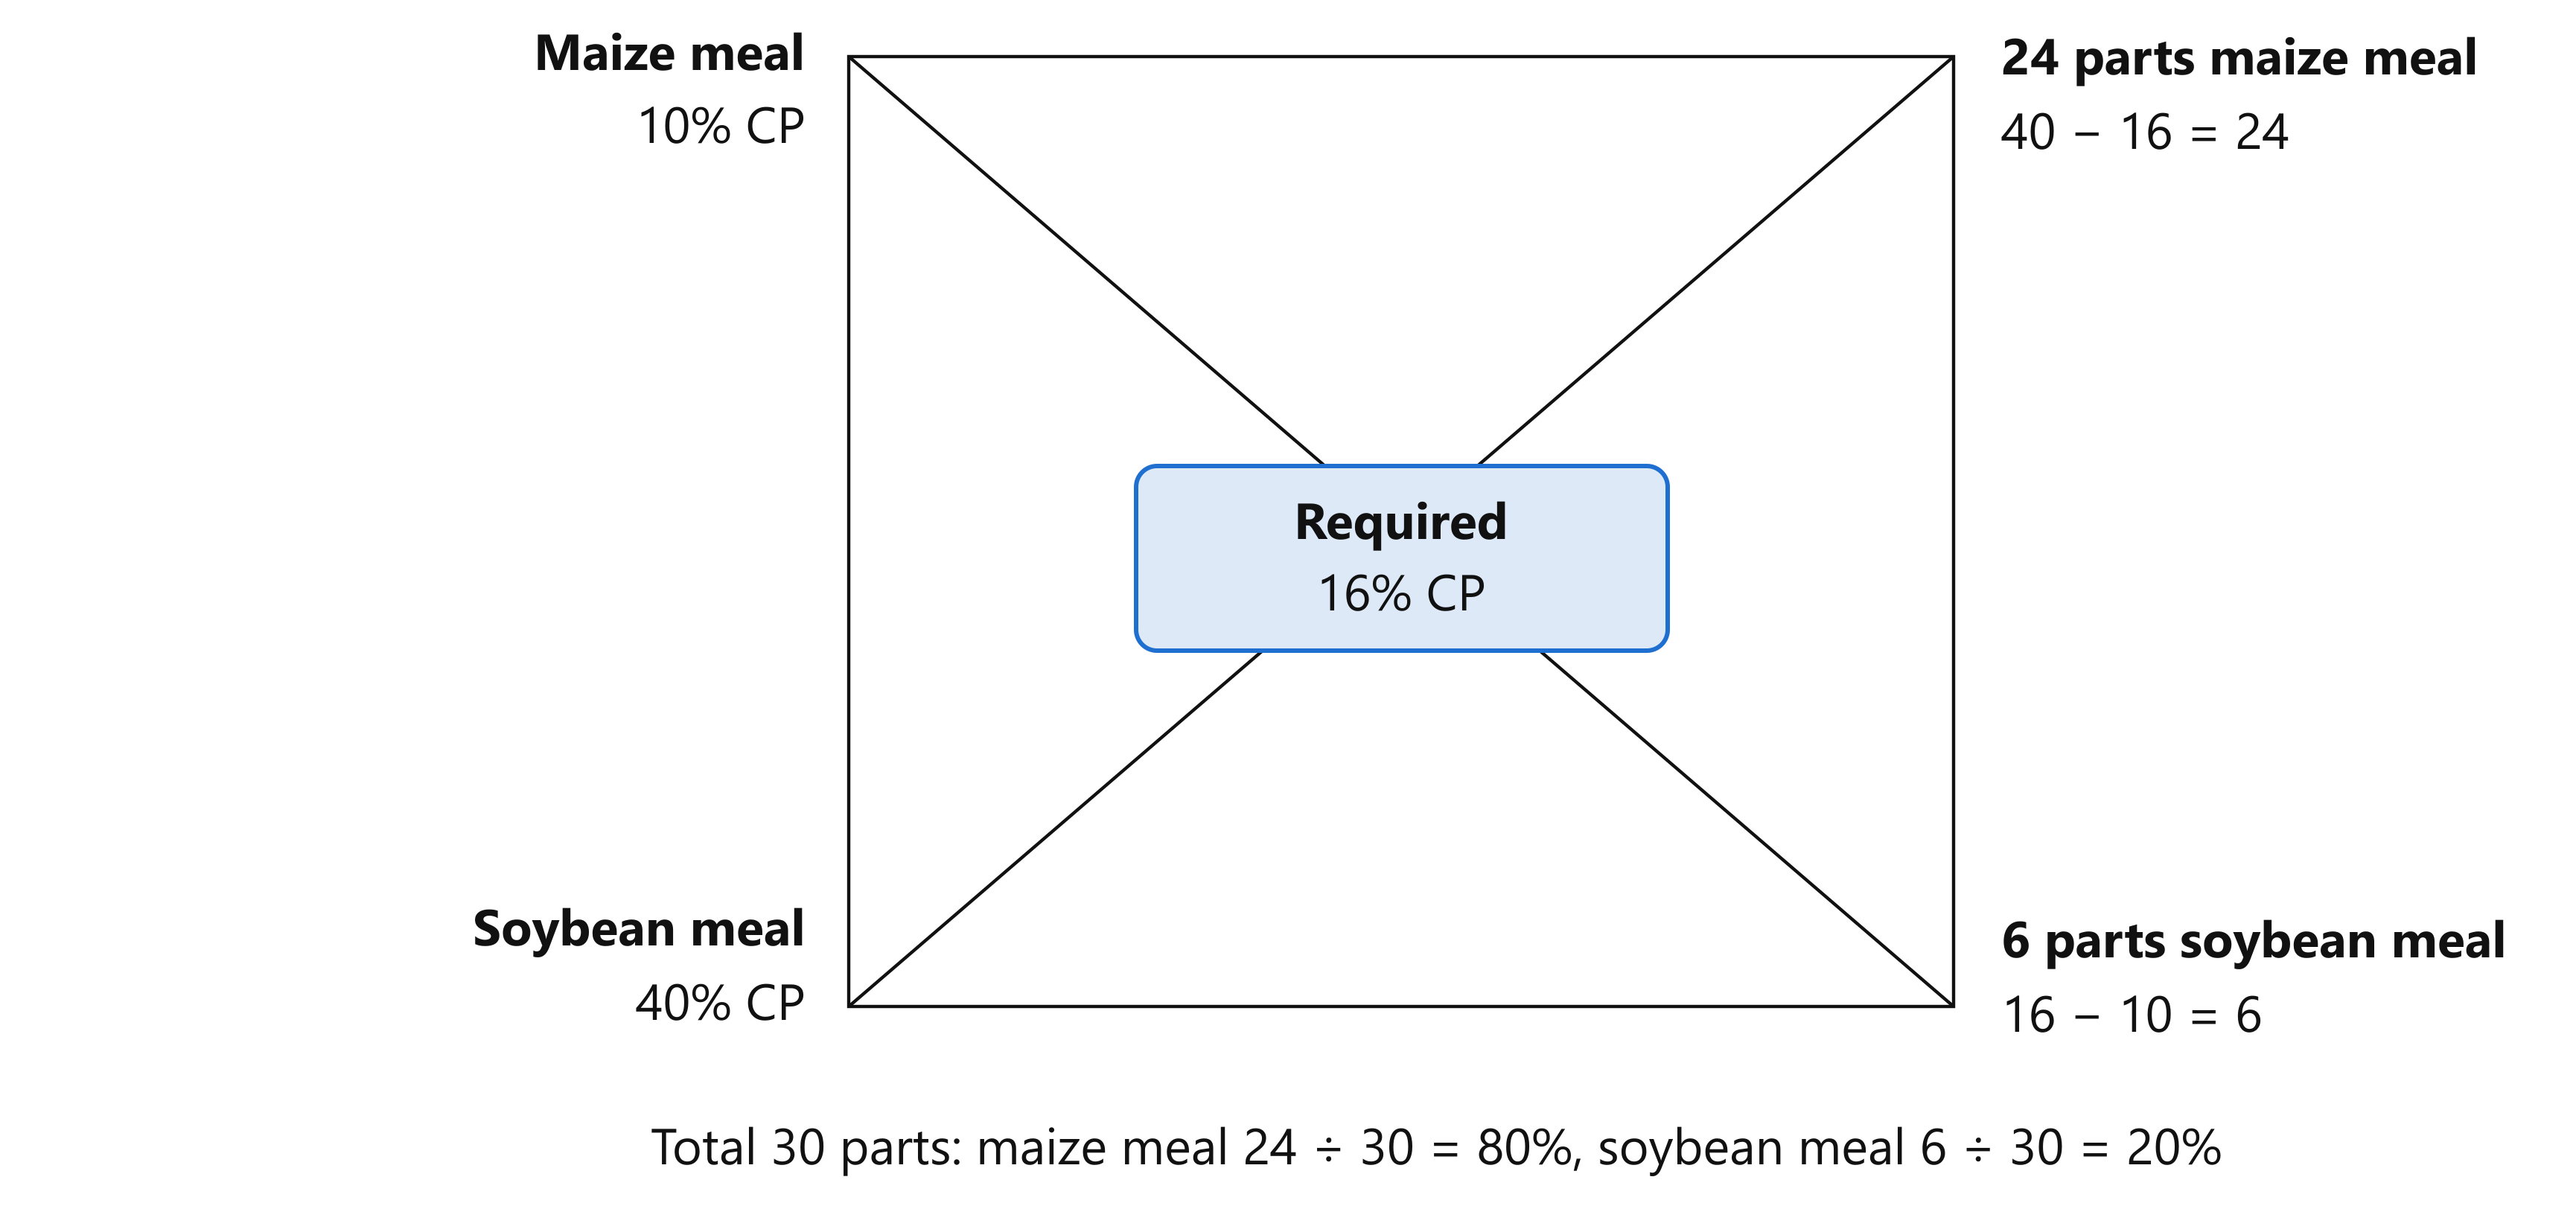 Maize meal
10% CP
24 parts maize meal
40 − 16 = 24
Required
16% CP
Soybean meal
40% CP
6 parts soybean meal
16 − 10 = 6
Total 30 parts: maize meal 24 ÷ 30 = 80%, soybean meal 6 ÷ 30 = 20%